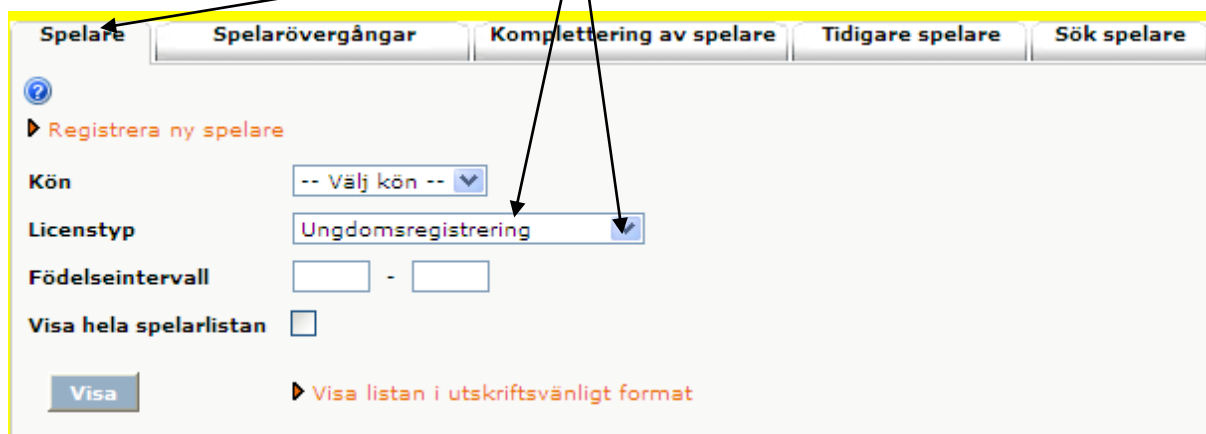 Spelare Spelarövergångar Komplettering av spelare Tidigare spelare Sök spelare
?
Registrera ny spelare
Kön -- Välj kön --
Licenstyp Ungdomsregistrering
Födelseintervall -
Visa hela spelarlistan
Visa Visa listan i utskriftsvänligt format